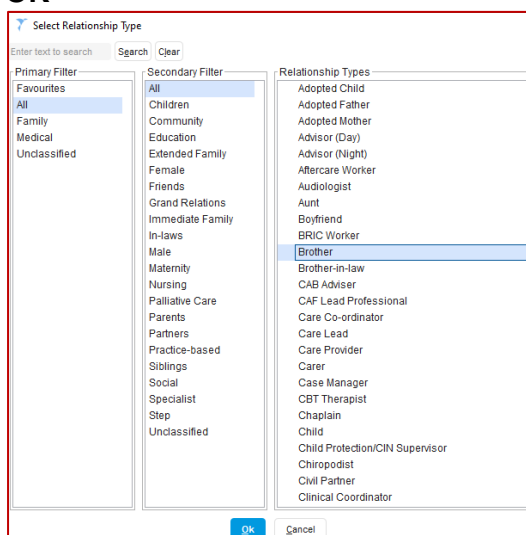 OK
Select Relationship Type
Enter text to search Search Clear
Primary Filter
Favourites
All
Family
Medical
Unclassified
Secondary Filter
All
Children
Community
Education
Extended Family
Female
Friends
Grand Relations
Immediate Family
In-laws
Male
Maternity
Nursing
Palliative Care
Parents
Partners
Practice-based
Siblings
Social
Specialist
Step
Unclassified
Relationship Types
Adopted Child
Adopted Father
Adopted Mother
Advisor (Day)
Advisor (Night)
Aftercare Worker
Audiologist
Aunt
Boyfriend
BRIC Worker
Brother
Brother-in-law
CAB Adviser
CAF Lead Professional
Care Co-ordinator
Care Lead
Care Provider
Carer
Case Manager
CBT Therapist
Chaplain
Child
Child Protection/CIN Supervisor
Chiropodist
Civil Partner
Clinical Coordinator
Ok Cancel